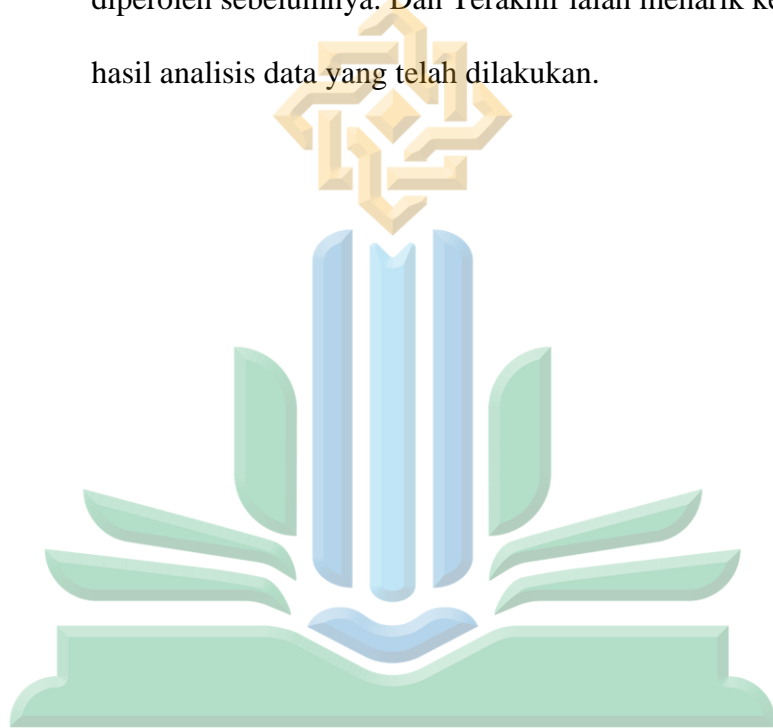 diperoleh sebelumnya. Dan Terakhir ialah menarik
hasil analisis data yang telah dilakukan.